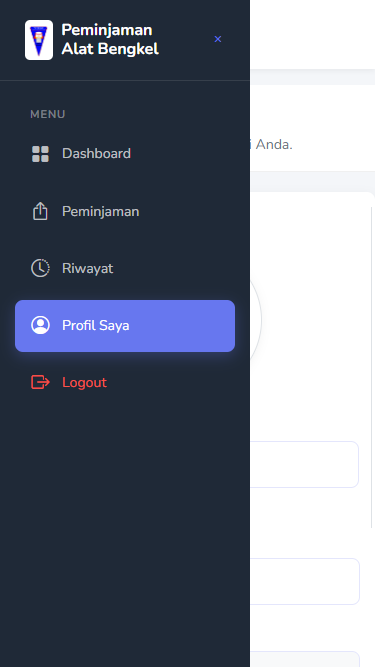 Peminjaman
Alat Bengkel
×
MENU
Dashboard
i Anda.
Peminjaman
Riwayat
Profil Saya
Logout